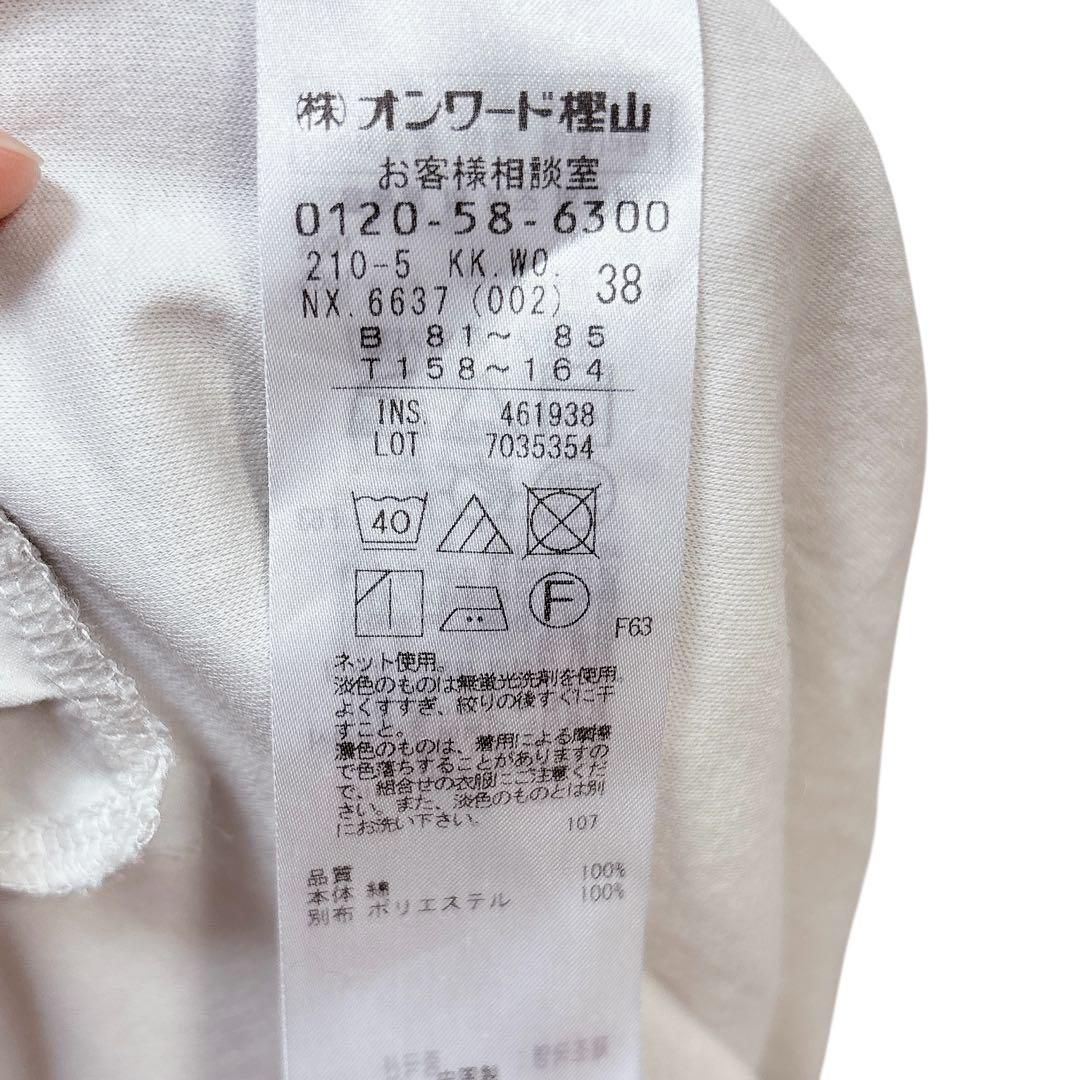 ㈱オンワード樫山
お客様相談室
0120-58-6300
210-5 KK.WO. 38
NX.6637(002)
B 81～ 85
T158～164
INS. 461938
LOT 7035354
40
F
F63
ネット使用。
淡色のものは無蛍光洗剤を使用。
よくすすぎ、絞りの後すぐに干
すこと。
濃色のものは、着用による摩擦
で色落ちすることがありますの
で、組合せの衣服にご注意くだ
さい。また、淡色のものとは別
にお洗い下さい。 107
品質
本体 綿 100%
別布 ポリエステル 100%
中国製